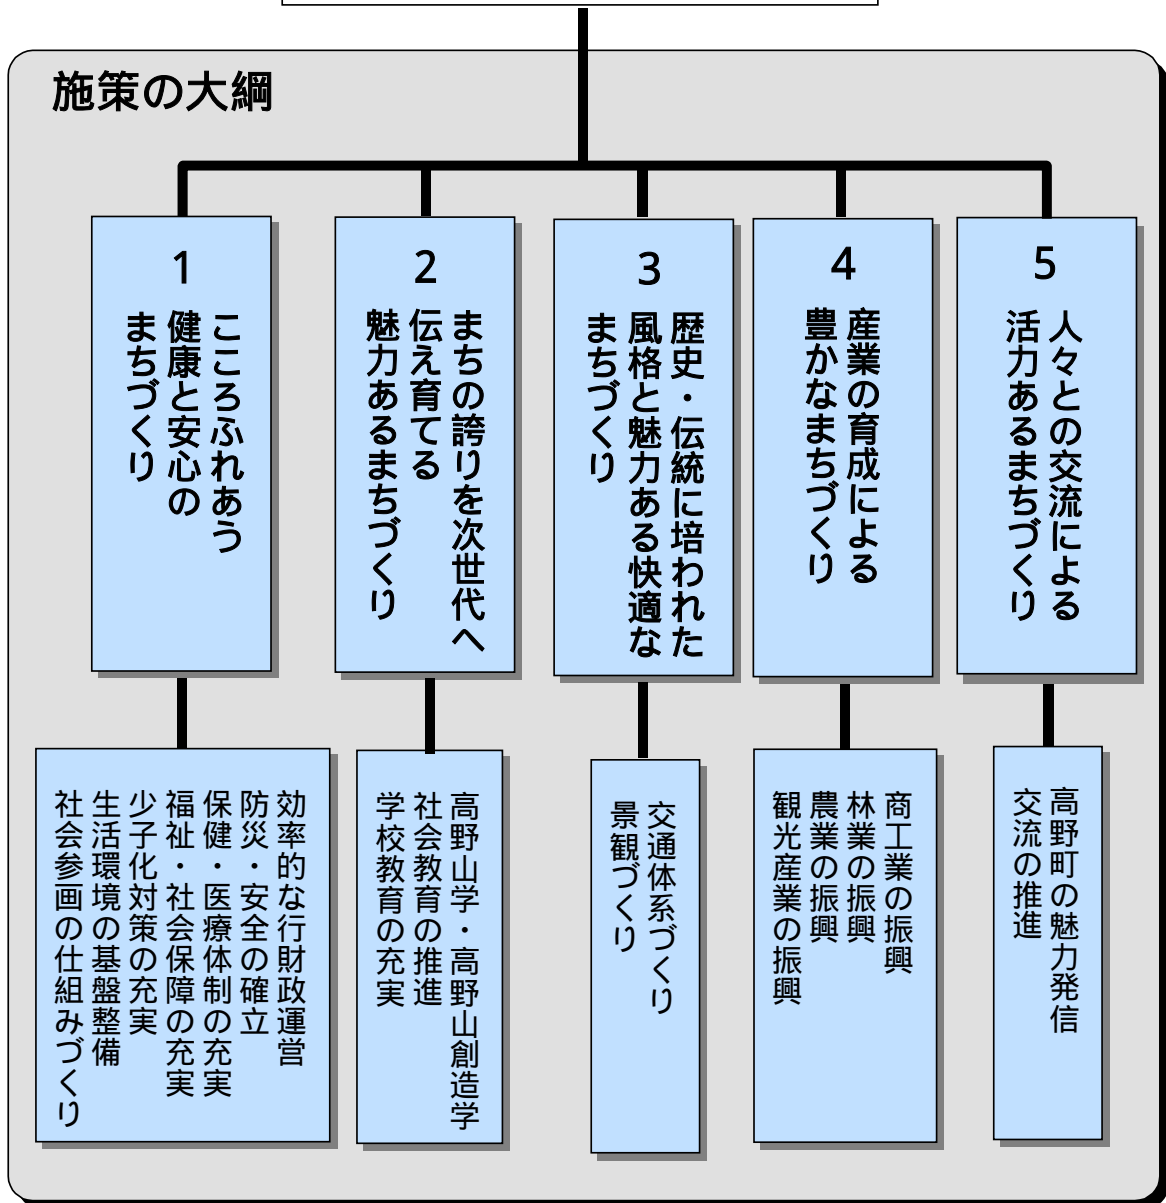 施策の大綱
1
こころふれあう
健康と安心の
まちづくり
2
まちの誇りを次世代へ
伝え育てる
魅力あるまちづくり
3
歴史・伝統に培われた
風格と魅力ある快適な
まちづくり
4
産業の育成による
豊かなまちづくり
5
人々との交流による
活力あるまちづくり
効率的な行財政運営
防災・安全の確立
保健・医療体制の充実
福祉・社会保障の充実
少子化対策の充実
生活環境の基盤整備
社会参画の仕組みづくり
高野山学・高野山創造学
社会教育の推進
学校教育の充実
交通体系づくり
景観づくり
商工業の振興
林業の振興
農業の振興
観光産業の振興
高野町の魅力発信
交流の推進